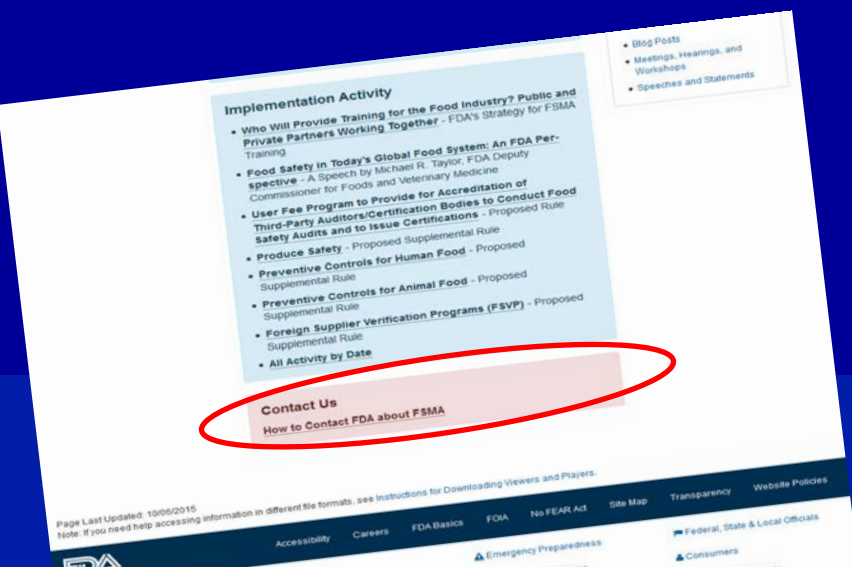 Blog Posts
Meetings, Hearings, and
Workshops
Speeches and Statements
Implementation Activity
Who Will Provide Training for the Food Industry? Public and
Private Partners Working Together - FDA's Strategy for FSMA
Training
Food Safety in Today's Global Food System: An FDA Per-
spective - A Speech by Michael R. Taylor, FDA Deputy
Commissioner for Foods and Veterinary Medicine
User Fee Program to Provide for Accreditation of
Third-Party Auditors/Certification Bodies to Conduct Food
Safety Audits and to Issue Certifications - Proposed Rule
Produce Safety - Proposed Supplemental Rule
Preventive Controls for Human Food - Proposed
Supplemental Rule
Preventive Controls for Animal Food - Proposed
Supplemental Rule
Foreign Supplier Verification Programs (FSVP) - Proposed
Supplemental Rule
All Activity by Date
Contact Us
How to Contact FDA about FSMA
Page Last Updated: 10/06/2015
Note: If you need help accessing information in different file formats, see Instructions for Downloading Viewers and Players.
Accessibility Careers FDA Basics FOIA No FEAR Act Site Map Transparency Website Policies
Emergency Preparedness
Federal, State & Local Officials
Consumers